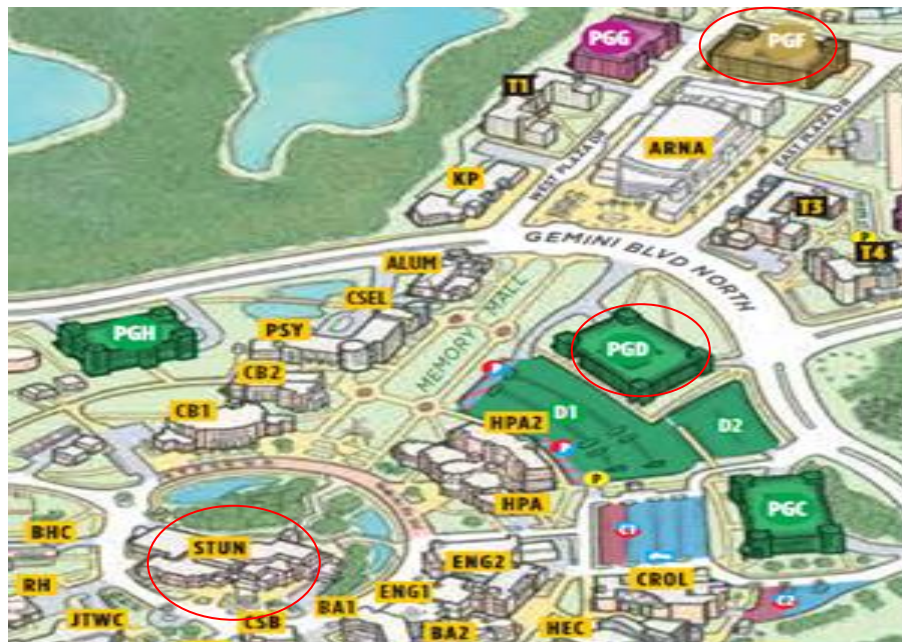 PGG
PGF
T1
ARNA
WEST PLAZA DR
EAST PLAZA DR
KP
T3
P
T4
GEMINI BLVD NORTH
ALUM
CSEL
MEMORY MALL
PGH
PSY
PGD
CB2
CB1
HPA2
D1
D2
P
HPA
PGC
BHC
STUN
ENG2
C1
RH
ENG1
CROL
JTWC
CSB
BA1
BA2
HEC
C2